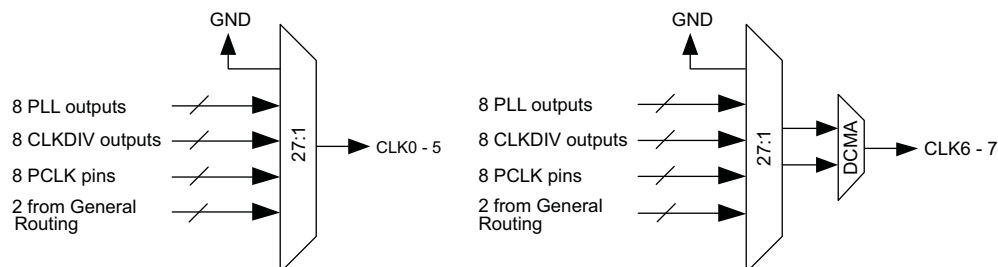 GND
8 PLL outputs
8 CLKDIV outputs
8 PCLK pins
2 from General
Routing
27:1
CLK0 - 5
GND
8 PLL outputs
8 CLKDIV outputs
8 PCLK pins
2 from General
Routing
27:1
DCMA
CLK6 - 7